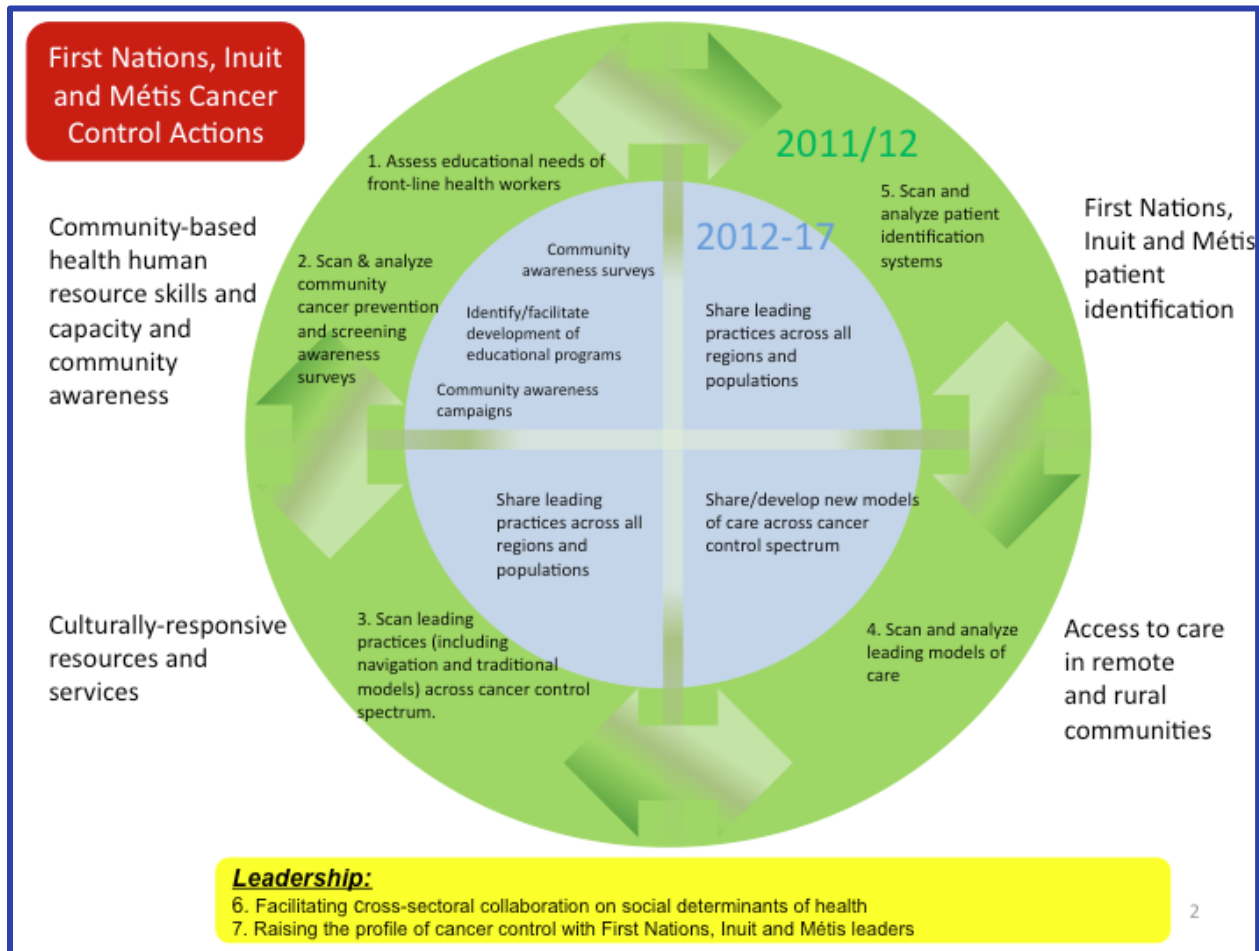 First Nations, Inuit
and Métis Cancer
Control Actions
2011/12
1. Assess educational needs of
front-line health workers
5. Scan and
analyze patient
identification
systems
First Nations,
Inuit and Métis
patient
identification
Community-based
health human
resource skills and
capacity and
community
awareness
2. Scan & analyze
community
cancer prevention
and screening
awareness
surveys
2012-17
Community
awareness surveys
Identify/facilitate
development of
educational programs
Community awareness
campaigns
Share leading
practices across all
regions and
populations
Share leading
practices across all
regions and
populations
Share/develop new models
of care across cancer
control spectrum
Culturally-responsive
resources and
services
3. Scan leading
practices (including
navigation and traditional
models) across cancer control
spectrum.
4. Scan and analyze
leading models of
care
Access to care
in remote
and rural
communities
Leadership:
6. Facilitating cross-sectoral collaboration on social determinants of health
7. Raising the profile of cancer control with First Nations, Inuit and Métis leaders
2